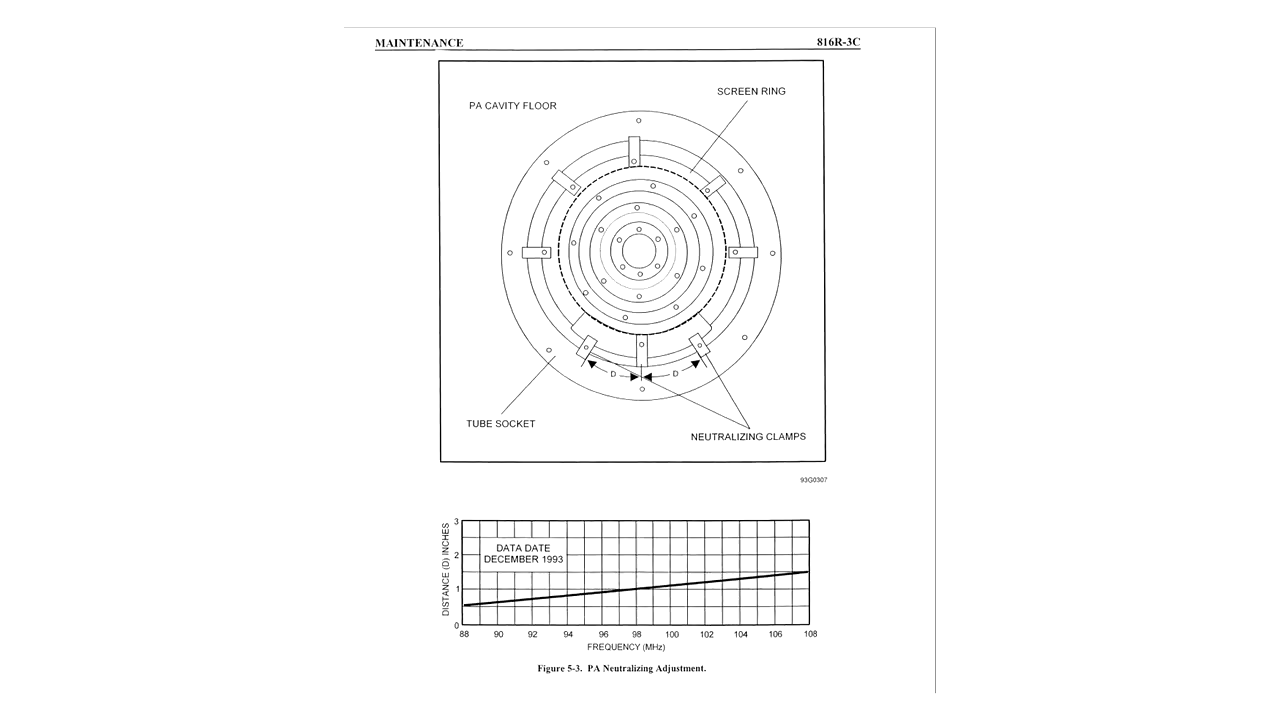 MAINTENANCE 816R-3C
SCREEN RING
PA CAVITY FLOOR
D D
TUBE SOCKET
NEUTRALIZING CLAMPS
93G0307
DISTANCE (D) INCHES
3
2
1
0
DATA DATE
DECEMBER 1993
88 90 92 94 96 98 100 102 104 106 108
FREQUENCY (MHz)
Figure 5-3. PA Neutralizing Adjustment.